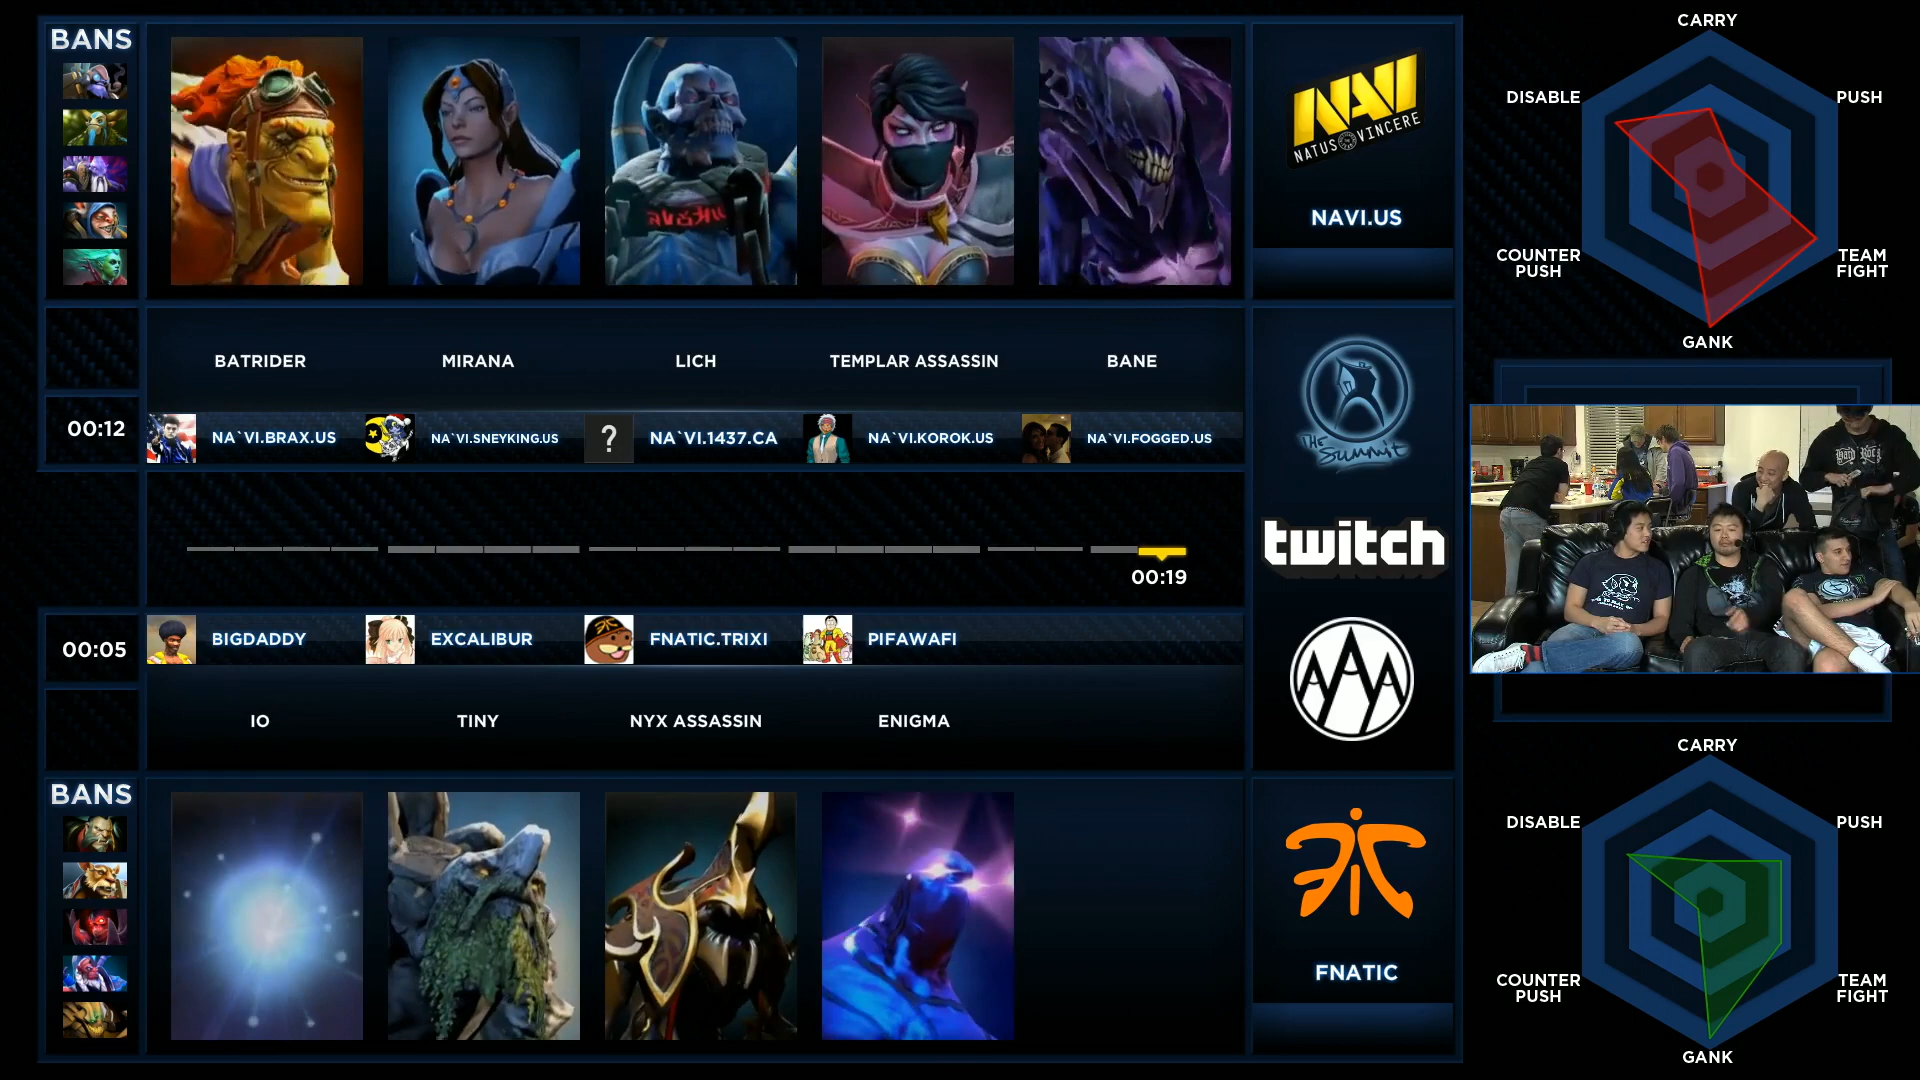 BANS
NAVI
NATUS VINCERE
NAVI.US
BATRIDER
MIRANA
LICH
TEMPLAR ASSASSIN
BANE
00:12
NA`VI.BRAX.US
NA`VI.SNEYKING.US
?
NA`VI.1437.CA
NA`VI.KOROK.US
NA`VI.FOGGED.US
The Summit
twitch
00:19
00:05
BIGDADDY
EXCALIBUR
FNATIC.TRIXI
PIFAWAFI
IO
TINY
NYX ASSASSIN
ENIGMA
BANS
FNATIC
CARRY
DISABLE
PUSH
COUNTER
PUSH
TEAM
FIGHT
GANK
Hard Rock
CARRY
DISABLE
PUSH
COUNTER
PUSH
TEAM
FIGHT
GANK